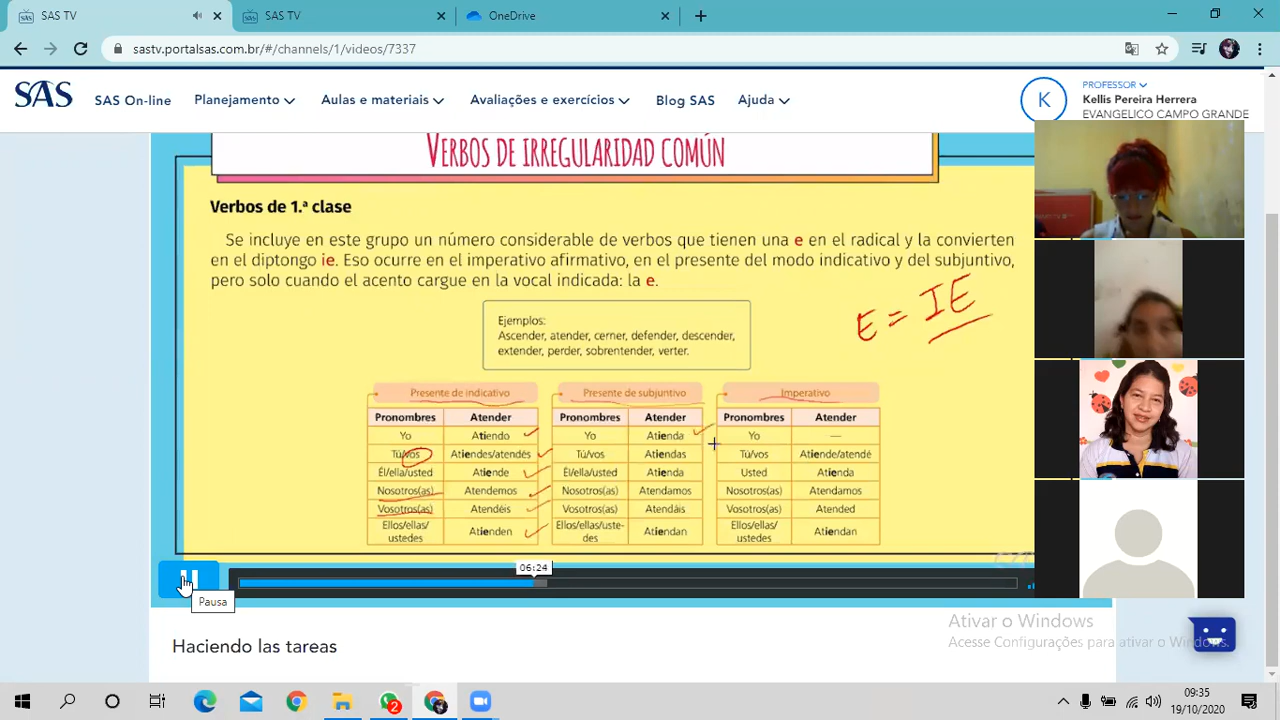 SAS TV
SAS TV
OneDrive
sastv.portalsas.com.br/#/channels/1/videos/7337
SAS
SAS On-line
Planejamento
Aulas e materiais
Avaliações e exercícios
Blog SAS
Ajuda
K
PROFESSOR
Kellis Pereira Herrera
EVANGELICO CAMPO GRANDE
VERBOS DE IRREGULARIDAD COMÚN
Verbos de 1.ª clase
Se incluye en este grupo un número considerable de verbos que tienen una e en el radical y la convierten
en el diptongo ie. Eso ocurre en el imperativo afirmativo, en el presente del modo indicativo y del subjuntivo,
pero solo cuando el acento cargue en la vocal indicada: la e.
E = IE
Ejemplos:
Ascender, atender, cerner, defender, descender,
extender, perder, sobrentender, verter.
Presente de indicativo
Pronombres Atender
Yo Atiendo
Tú/vos Atiendes/atendés
Él/ella/usted Atiende
Nosotros(as) Atendemos
Vosotros(as) Atendéis
Ellos/ellas/
ustedes Atienden
Presente de subjuntivo
Pronombres Atender
Yo Atienda
Tú/vos Atiendas
Él/ella/usted Atienda
Nosotros(as) Atendamos
Vosotros(as) Atendáis
Ellos/ellas/uste-
des Atiendan
Imperativo
Pronombres Atender
Yo —
Tú/vos Atiende/atendé
Usted Atienda
Nosotros(as) Atendamos
Vosotros(as) Atended
Ellos/ellas/
ustedes Atiendan
06:24
Pausa
Haciendo las tareas
Ativar o Windows
Acesse Configurações para ativar o Windows.
2
09:35
19/10/2020